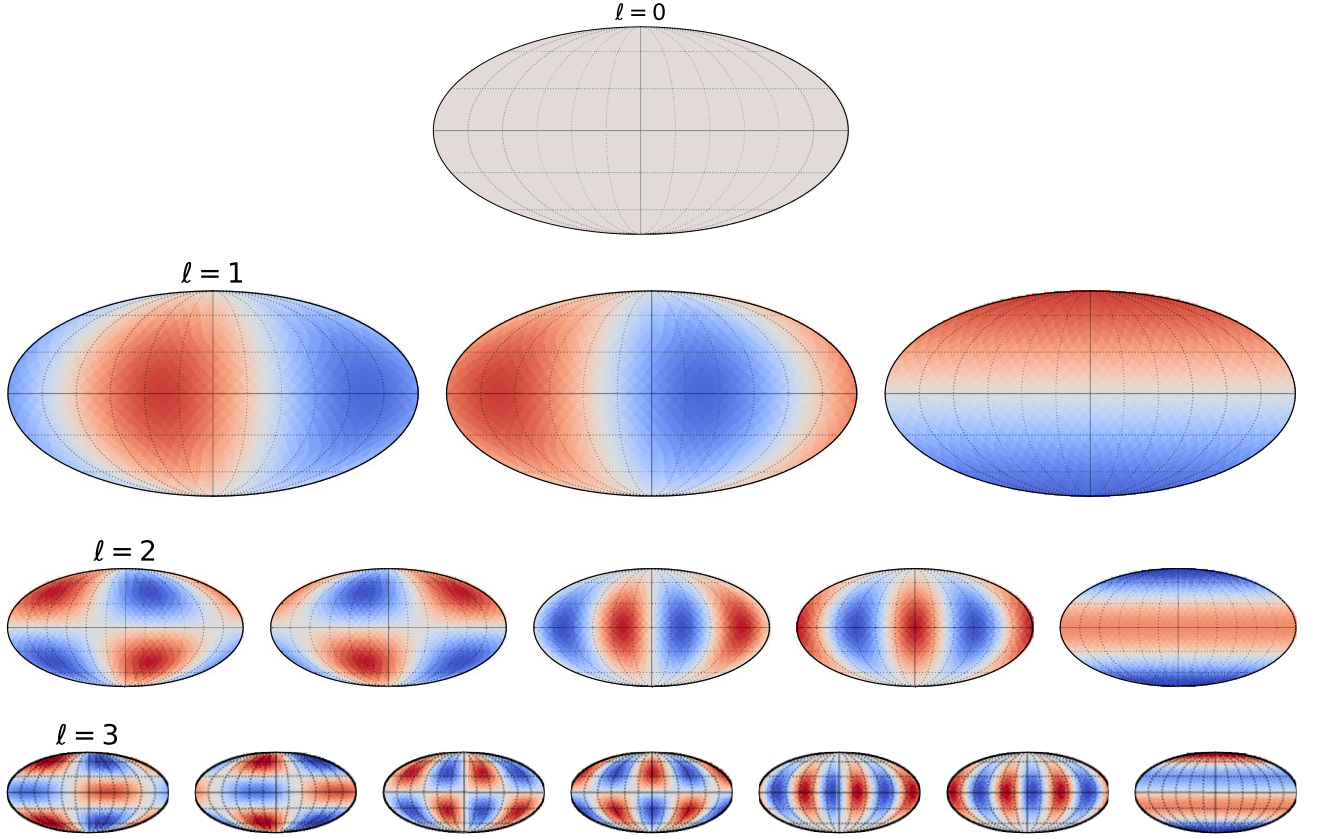 ℓ = 0
ℓ = 1
ℓ = 2
ℓ = 3